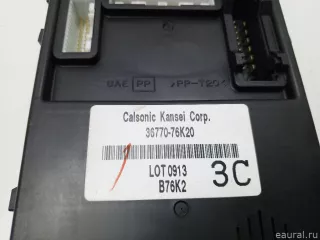 PP
>PP-T20<
Calsonic Kansei Corp.
36770-76K20
LOT 0913
3C
B76K2
eaural.ru